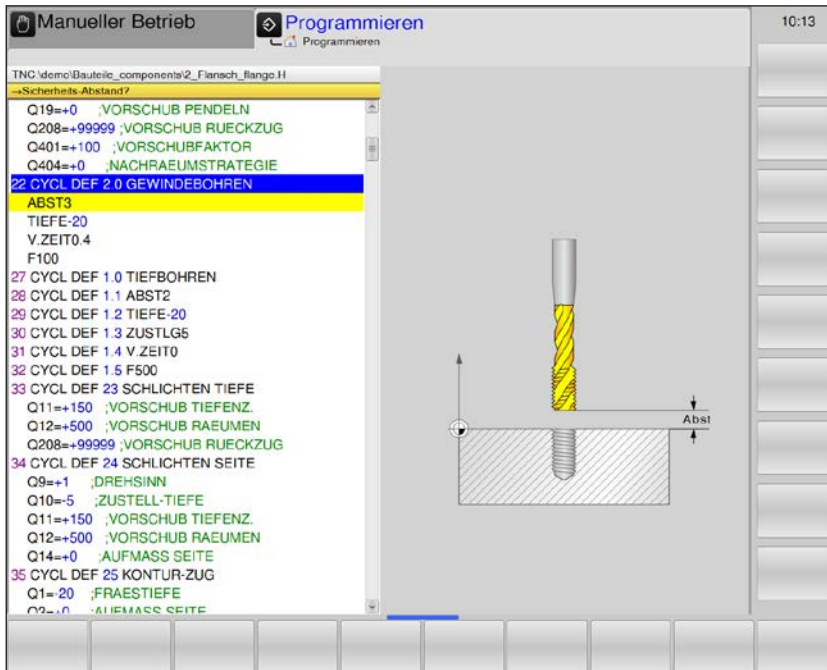 Manueller Betrieb
Programmieren
Programmieren
10:13
TNC:\demo\Bauteile_components\2_Flansch_flange.H
→Sicherheits-Abstand?
Q19=+0 ;VORSCHUB PENDELN
Q208=+99999 ;VORSCHUB RUECKZUG
Q401=+100 ;VORSCHUBFAKTOR
Q404=+0 ;NACHRAEUMSTRATEGIE
22 CYCL DEF 2.0 GEWINDEBOHREN
ABST3
TIEFE-20
V.ZEIT0.4
F100
27 CYCL DEF 1.0 TIEFBOHREN
28 CYCL DEF 1.1 ABST2
29 CYCL DEF 1.2 TIEFE-20
30 CYCL DEF 1.3 ZUSTLG5
31 CYCL DEF 1.4 V.ZEIT0
32 CYCL DEF 1.5 F500
33 CYCL DEF 23 SCHLICHTEN TIEFE
Q11=+150 ;VORSCHUB TIEFENZ.
Q12=+500 ;VORSCHUB RAEUMEN
Q208=+99999 ;VORSCHUB RUECKZUG
34 CYCL DEF 24 SCHLICHTEN SEITE
Q9=+1 ;DREHSINN
Q10=-5 ;ZUSTELL-TIEFE
Q11=+150 ;VORSCHUB TIEFENZ.
Q12=+500 ;VORSCHUB RAEUMEN
Q14=+0 ;AUFMASS SEITE
35 CYCL DEF 25 KONTUR-ZUG
Q1=-20 ;FRAESTIEFE
;AUFMASS SEITE
Abst